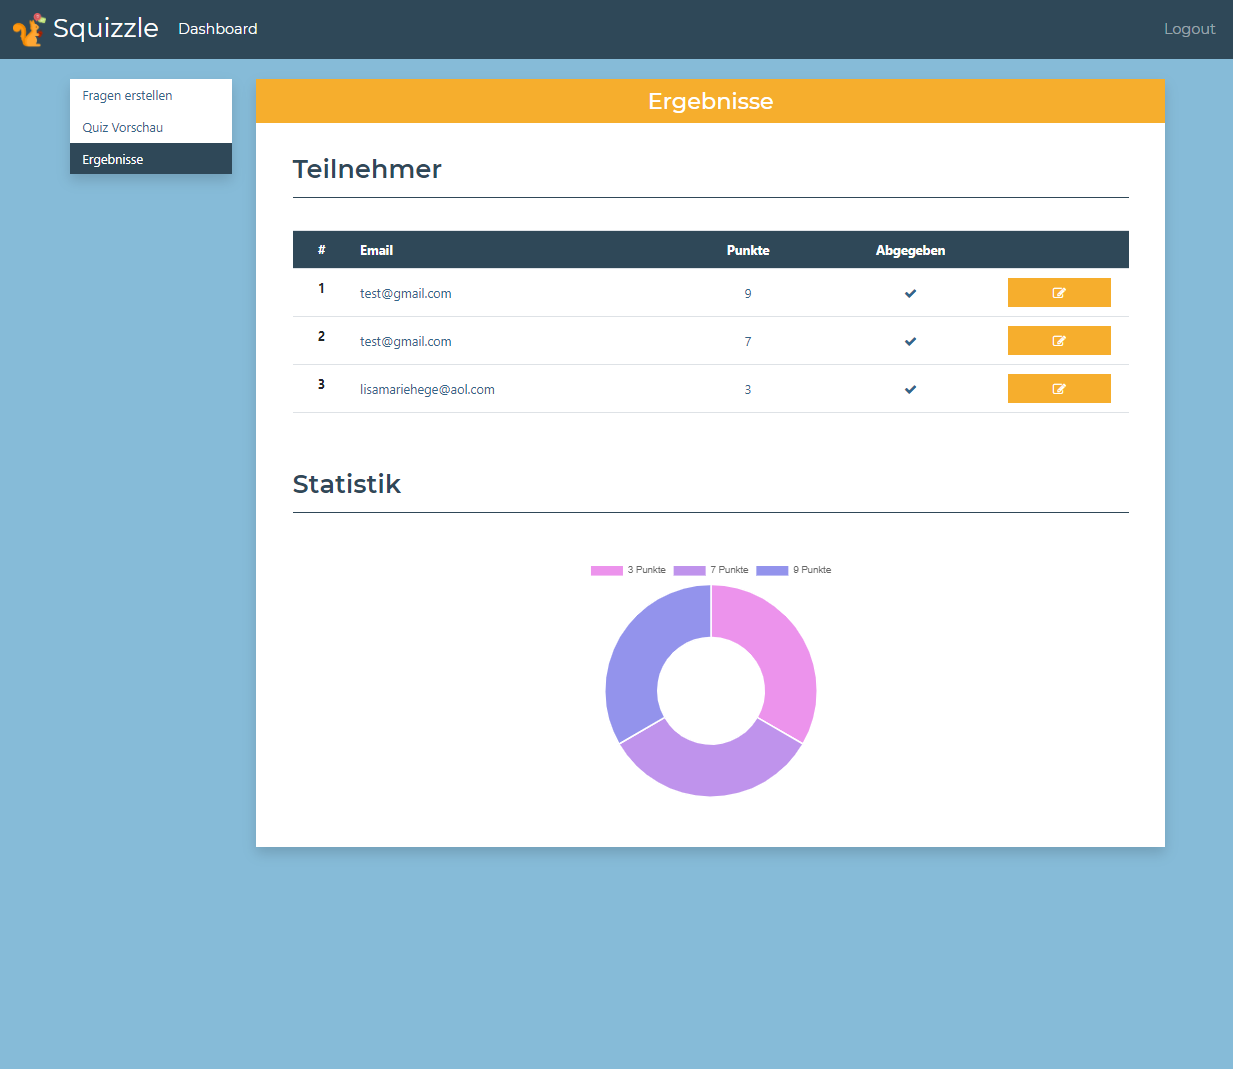 Squizzle Dashboard Logout
Fragen erstellen
Quiz Vorschau
Ergebnisse
Ergebnisse
Teilnehmer
# Email Punkte Abgegeben
1 test@gmail.com 9
2 test@gmail.com 7
3 lisamariehege@aol.com 3
Statistik
3 Punkte 7 Punkte 9 Punkte